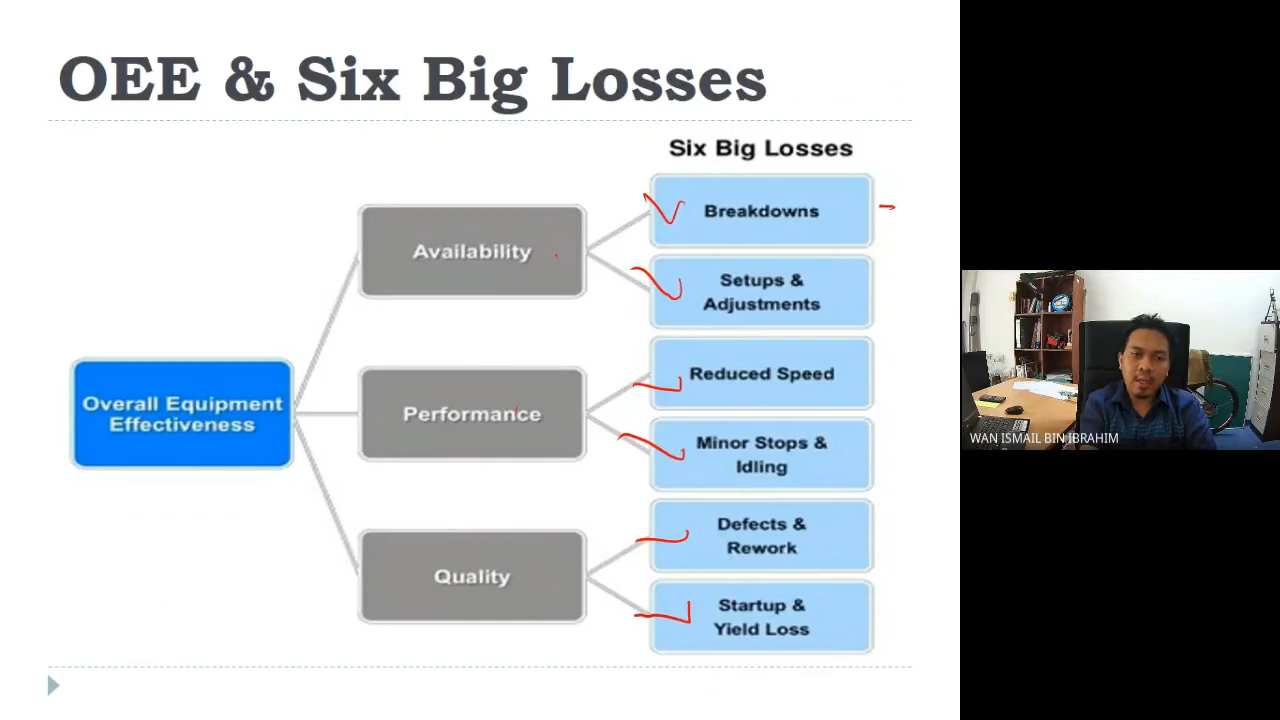 OEE & Six Big Losses
Six Big Losses
Overall Equipment
Effectiveness
Availability
Performance
Quality
Breakdowns
Setups &
Adjustments
Reduced Speed
Minor Stops &
Idling
Defects &
Rework
Startup &
Yield Loss
WAN ISMAIL BIN IBRAHIM